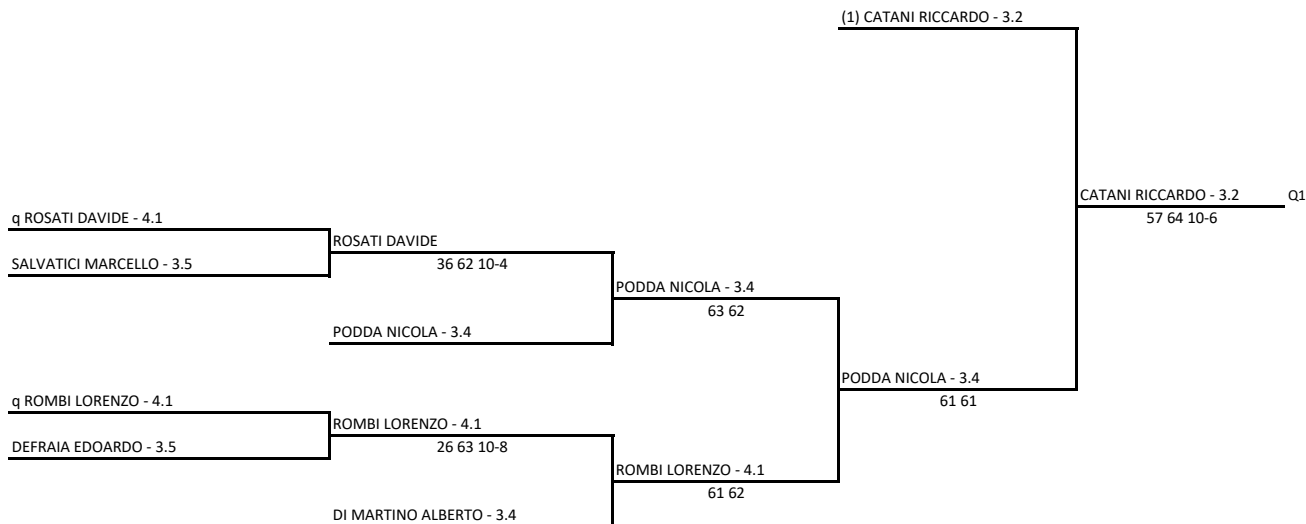 (1) CATANI RICCARDO - 3.2
CATANI RICCARDO - 3.2 Q1
57 64 10-6
q ROSATI DAVIDE - 4.1
ROSATI DAVIDE
36 62 10-4
SALVATICI MARCELLO - 3.5
PODDA NICOLA - 3.4
63 62
PODDA NICOLA - 3.4
PODDA NICOLA - 3.4
61 61
q ROMBI LORENZO - 4.1
ROMBI LORENZO - 4.1
26 63 10-8
DEFRAIA EDOARDO - 3.5
ROMBI LORENZO - 4.1
61 62
DI MARTINO ALBERTO - 3.4